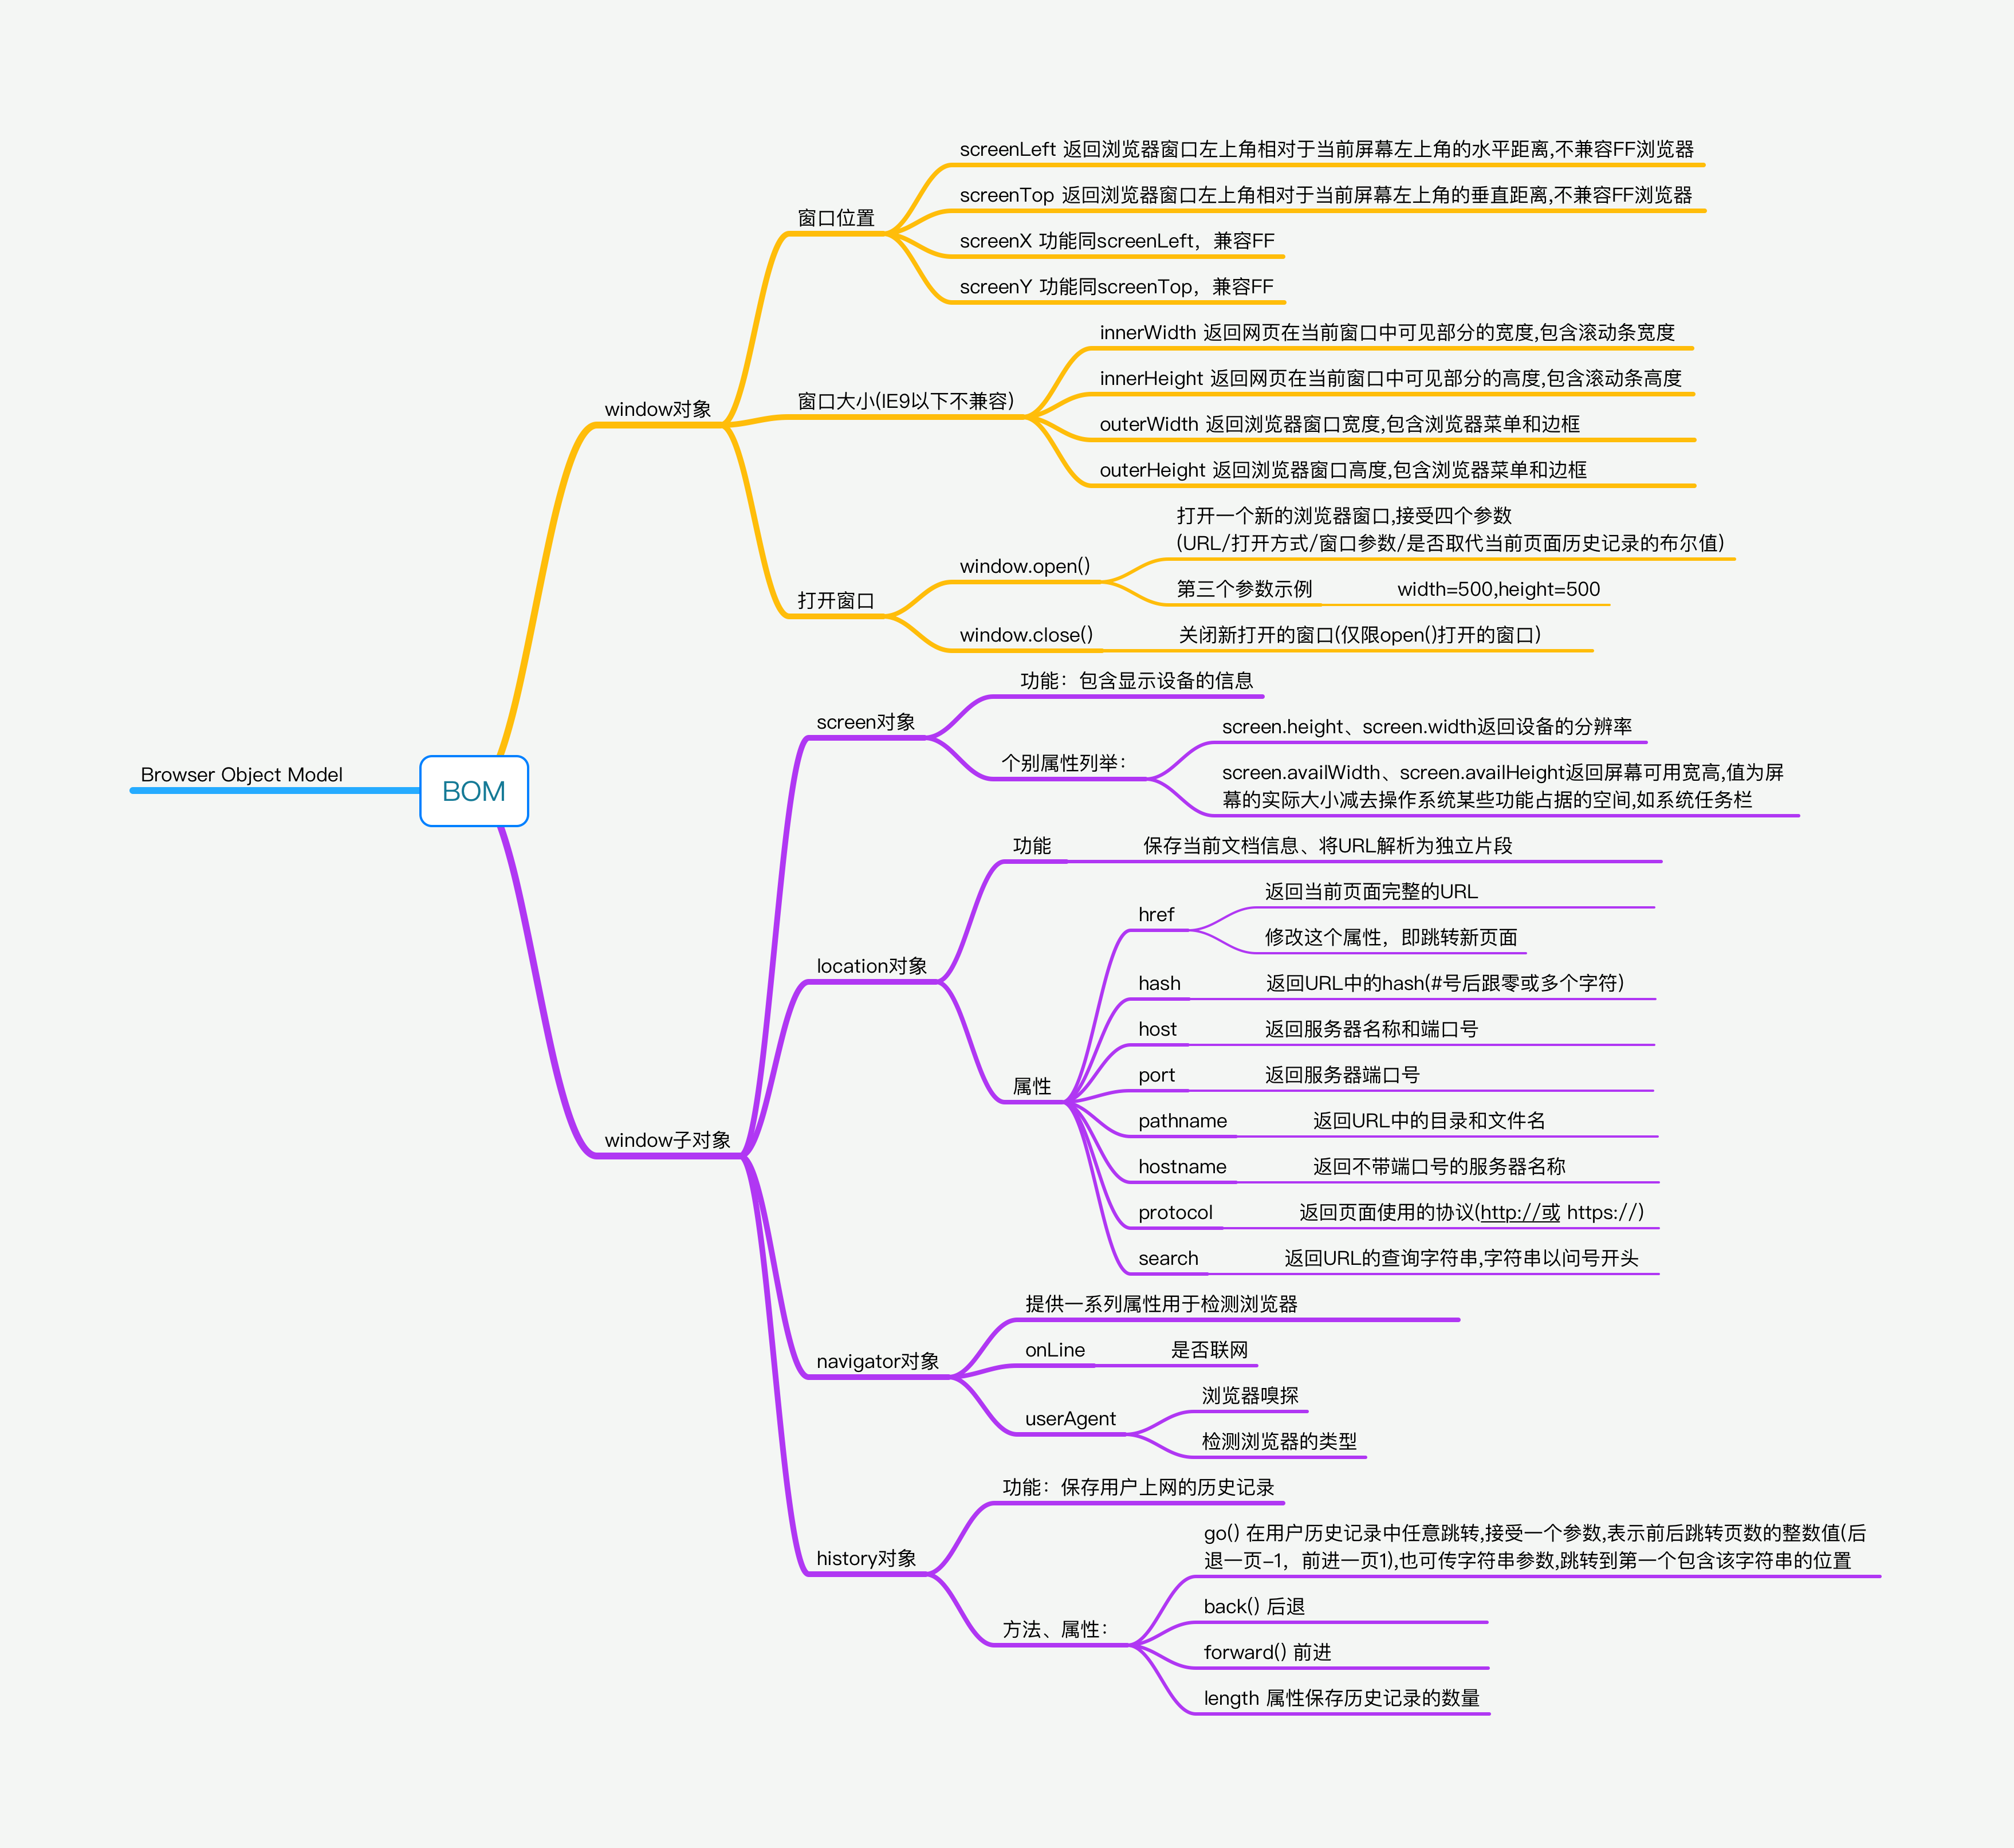 Browser Object Model
BOM
window对象
窗口位置
screenLeft 返回浏览器窗口左上角相对于当前屏幕左上角的水平距离,不兼容FF浏览器
screenTop 返回浏览器窗口左上角相对于当前屏幕左上角的垂直距离,不兼容FF浏览器
screenX 功能同screenLeft，兼容FF
screenY 功能同screenTop，兼容FF
窗口大小(IE9以下不兼容)
innerWidth 返回网页在当前窗口中可见部分的宽度,包含滚动条宽度
innerHeight 返回网页在当前窗口中可见部分的高度,包含滚动条高度
outerWidth 返回浏览器窗口宽度,包含浏览器菜单和边框
outerHeight 返回浏览器窗口高度,包含浏览器菜单和边框
打开窗口
window.open()
打开一个新的浏览器窗口,接受四个参数
(URL/打开方式/窗口参数/是否取代当前页面历史记录的布尔值)
第三个参数示例
width=500,height=500
window.close()
关闭新打开的窗口(仅限open()打开的窗口)
window子对象
screen对象
功能：包含显示设备的信息
个别属性列举：
screen.height、screen.width返回设备的分辨率
screen.availWidth、screen.availHeight返回屏幕可用宽高,值为屏
幕的实际大小减去操作系统某些功能占据的空间,如系统任务栏
location对象
功能
保存当前文档信息、将URL解析为独立片段
属性
href
返回当前页面完整的URL
修改这个属性，即跳转新页面
hash
返回URL中的hash(#号后跟零或多个字符)
host
返回服务器名称和端口号
port
返回服务器端口号
pathname
返回URL中的目录和文件名
hostname
返回不带端口号的服务器名称
protocol
返回页面使用的协议(http://或 https://)
search
返回URL的查询字符串,字符串以问号开头
navigator对象
提供一系列属性用于检测浏览器
onLine
是否联网
userAgent
浏览器嗅探
检测浏览器的类型
history对象
功能：保存用户上网的历史记录
方法、属性：
go() 在用户历史记录中任意跳转,接受一个参数,表示前后跳转页数的整数值(后
退一页-1，前进一页1),也可传字符串参数,跳转到第一个包含该字符串的位置
back() 后退
forward() 前进
length 属性保存历史记录的数量